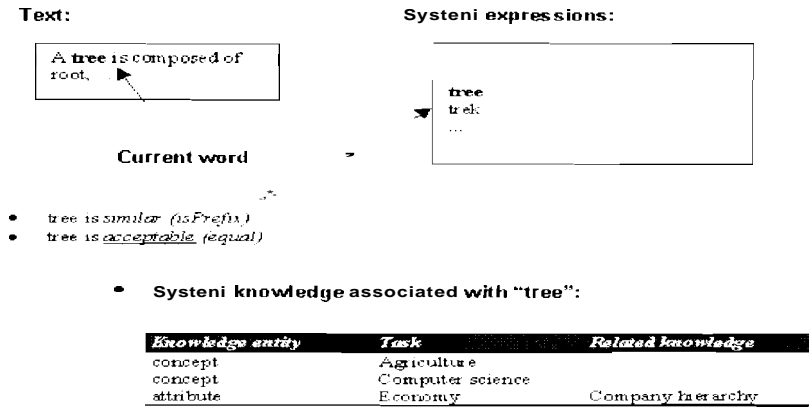 Text:
Systeni expressions:
A tree is composed of
root,
tree
trek
...
Current word
• tree is similar (isPrefix)
• tree is acceptable (equal)
• Systeni knowledge associated with “tree”:
Knowledge entity Task Related knowledge
concept Agriculture
concept Computer science
attribute Economy Company hierarchy